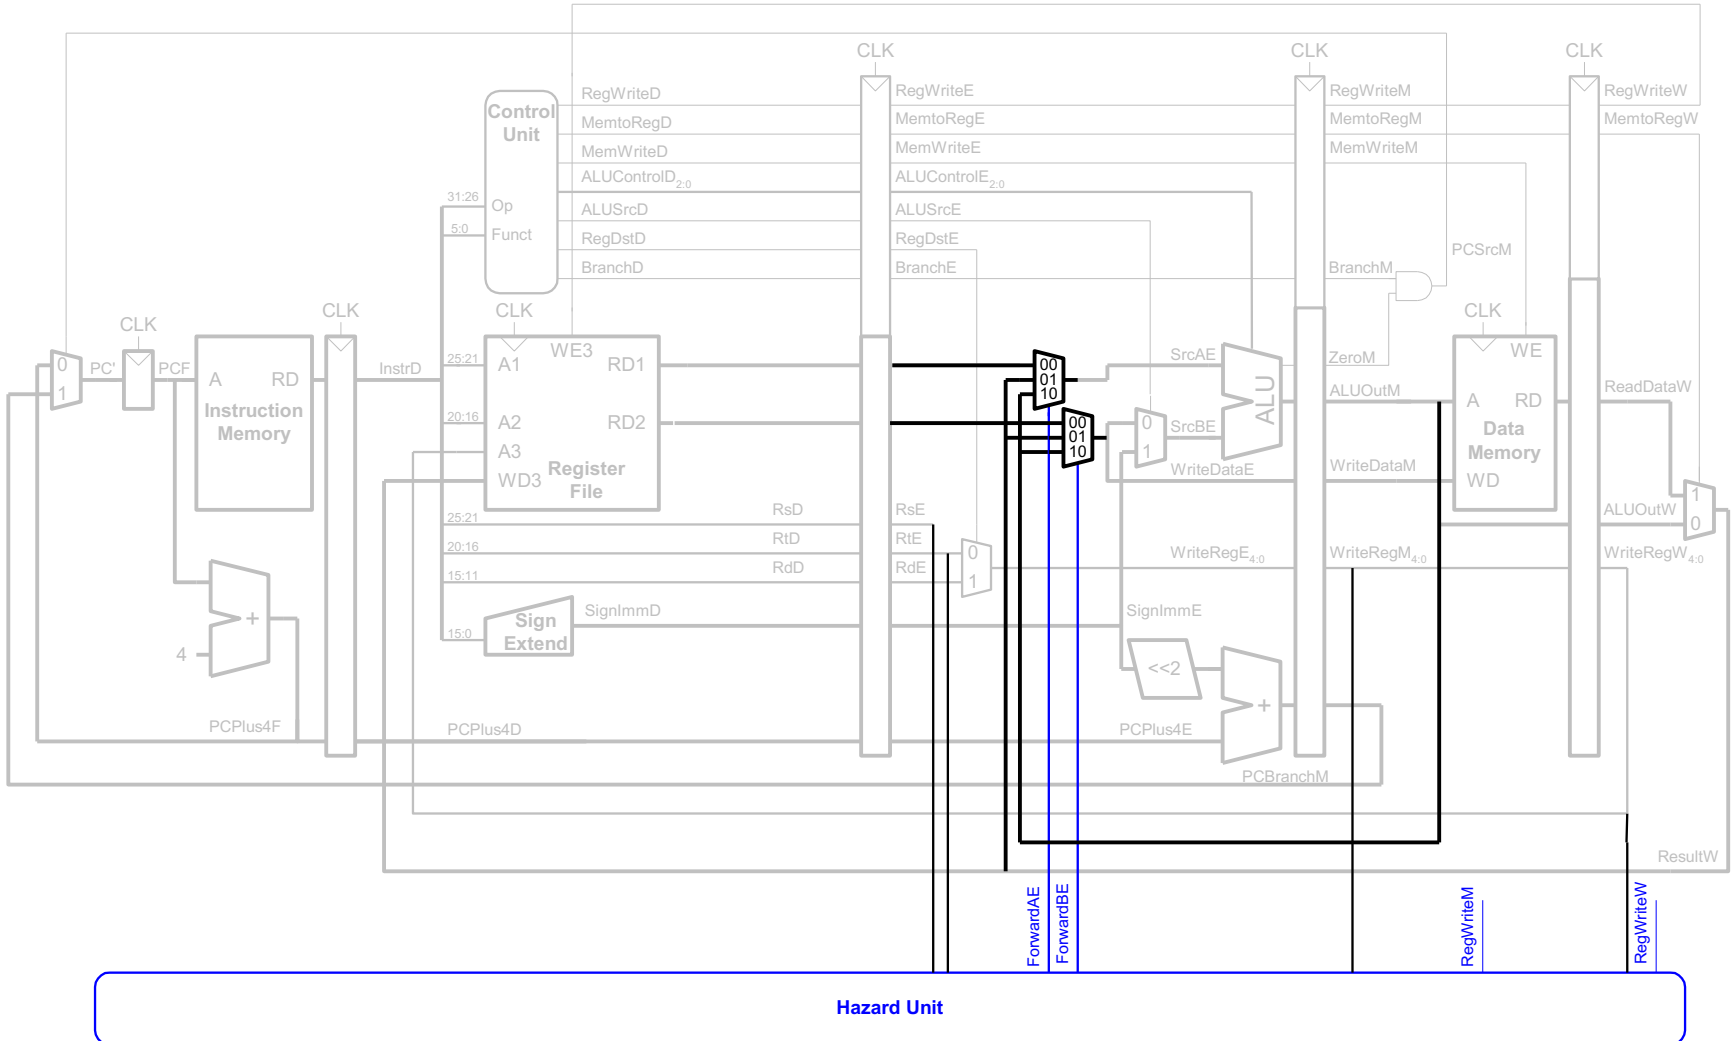 CLK
CLK
CLK
Control
Unit
RegWriteD
MemtoRegD
MemWriteD
ALUControlD2:0
ALUSrcD
RegDstD
BranchD
31:26
Op
5:0
Funct
RegWriteE
MemtoRegE
MemWriteE
ALUControlE2:0
ALUSrcE
RegDstE
BranchE
RegWriteM
MemtoRegM
MemWriteM
BranchM
PCSrcM
RegWriteW
MemtoRegW
CLK
CLK
CLK
CLK
0
1
PC'
PCF
A
RD
Instruction
Memory
InstrD
25:21
A1
WE3
RD1
20:16
A2
RD2
A3
WD3
Register
File
00
01
10
00
01
10
SrcAE
0
1
SrcBE
WriteDataE
ALU
ZeroM
ALUOutM
WriteDataM
WE
A
RD
Data
Memory
WD
ReadDataW
1
0
ALUOutW
25:21
RsD
RsE
20:16
RtD
RtE
15:11
RdD
RdE
0
1
WriteRegE4:0
WriteRegM4:0
WriteRegW4:0
15:0
Sign
Extend
SignImmD
SignImmE
+
4
<<2
+
PCPlus4F
PCPlus4D
PCPlus4E
PCBranchM
ResultW
ForwardAE
ForwardBE
RegWriteM
RegWriteW
Hazard Unit